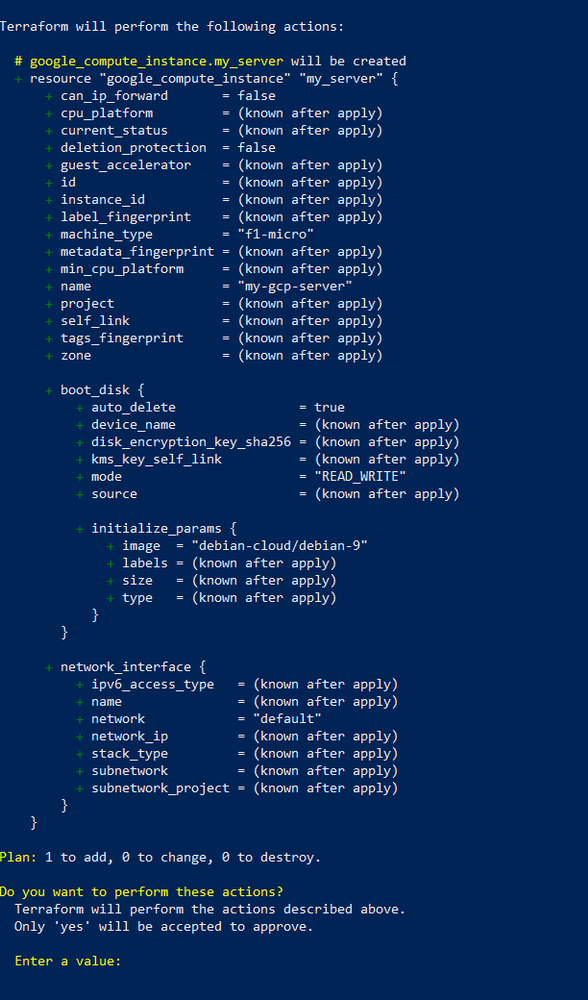 Terraform will perform the following actions:
# google_compute_instance.my_server will be created
+ resource "google_compute_instance" "my_server" {
+ can_ip_forward       = false
+ cpu_platform         = (known after apply)
+ current_status       = (known after apply)
+ deletion_protection  = false
+ guest_accelerator    = (known after apply)
+ id                   = (known after apply)
+ instance_id          = (known after apply)
+ label_fingerprint    = (known after apply)
+ machine_type         = "f1-micro"
+ metadata_fingerprint = (known after apply)
+ min_cpu_platform     = (known after apply)
+ name                 = "my-gcp-server"
+ project              = (known after apply)
+ self_link            = (known after apply)
+ tags_fingerprint     = (known after apply)
+ zone                 = (known after apply)
+ boot_disk {
+ auto_delete                = true
+ device_name                = (known after apply)
+ disk_encryption_key_sha256 = (known after apply)
+ kms_key_self_link          = (known after apply)
+ mode                       = "READ_WRITE"
+ source                     = (known after apply)
+ initialize_params {
+ image  = "debian-cloud/debian-9"
+ labels = (known after apply)
+ size   = (known after apply)
+ type   = (known after apply)
}
}
+ network_interface {
+ ipv6_access_type   = (known after apply)
+ name               = (known after apply)
+ network            = "default"
+ network_ip         = (known after apply)
+ stack_type         = (known after apply)
+ subnetwork         = (known after apply)
+ subnetwork_project = (known after apply)
}
}
Plan: 1 to add, 0 to change, 0 to destroy.
Do you want to perform these actions?
Terraform will perform the actions described above.
Only 'yes' will be accepted to approve.
Enter a value: